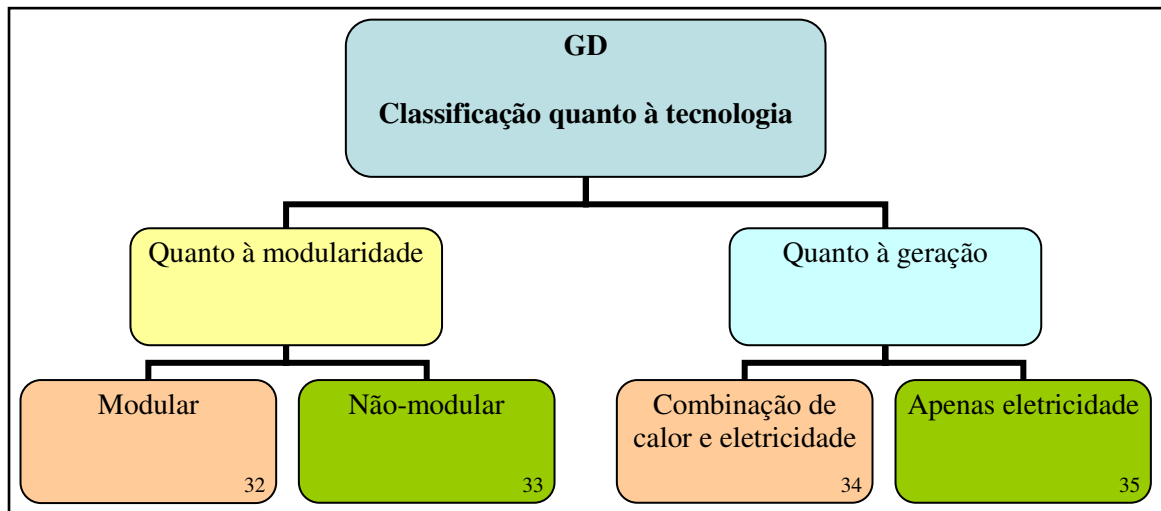 GD
Classificação quanto à tecnologia
Quanto à modularidade
Quanto à geração
Modular
32
Não-modular
33
Combinação de
calor e eletricidade
34
Apenas eletricidade
35